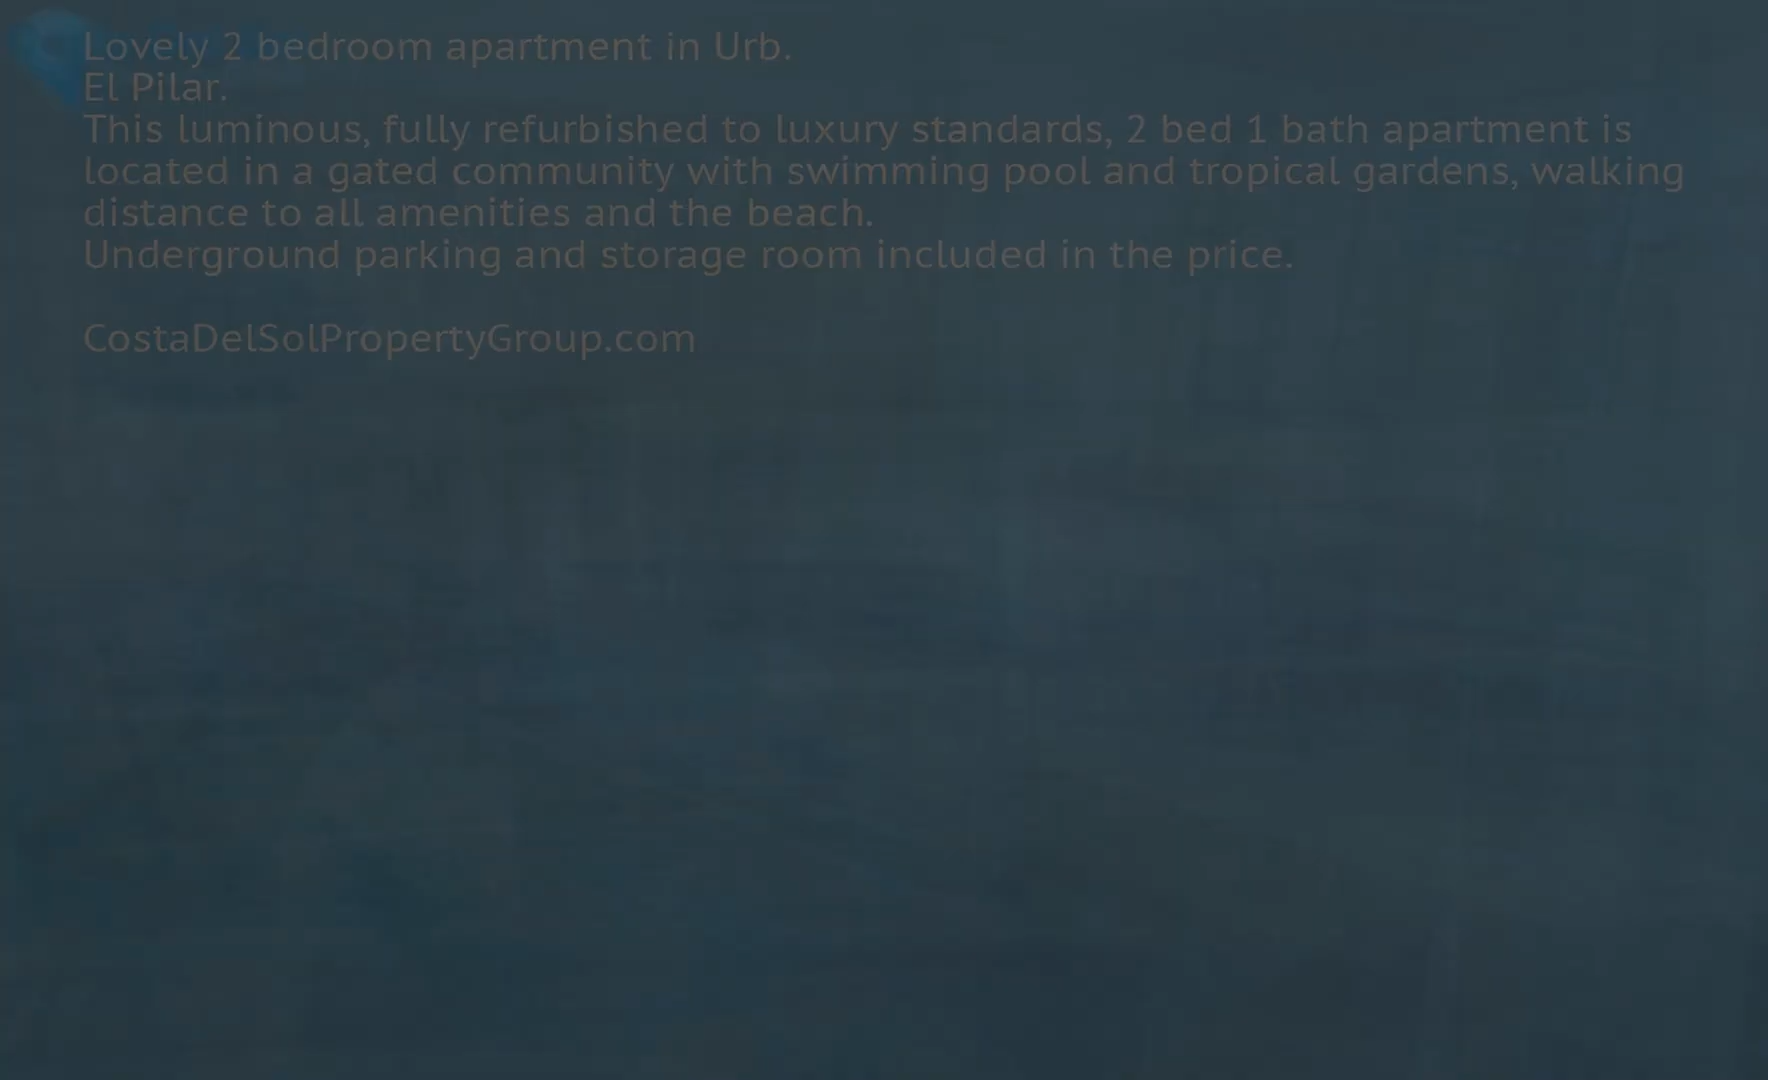 Lovely 2 bedroom apartment in Urb.
El Pilar.
This luminous, fully refurbished to luxury standards, 2 bed 1 bath apartment is
located in a gated community with swimming pool and tropical gardens, walking
distance to all amenities and the beach.
Underground parking and storage room included in the price.
CostaDelSolPropertyGroup.com